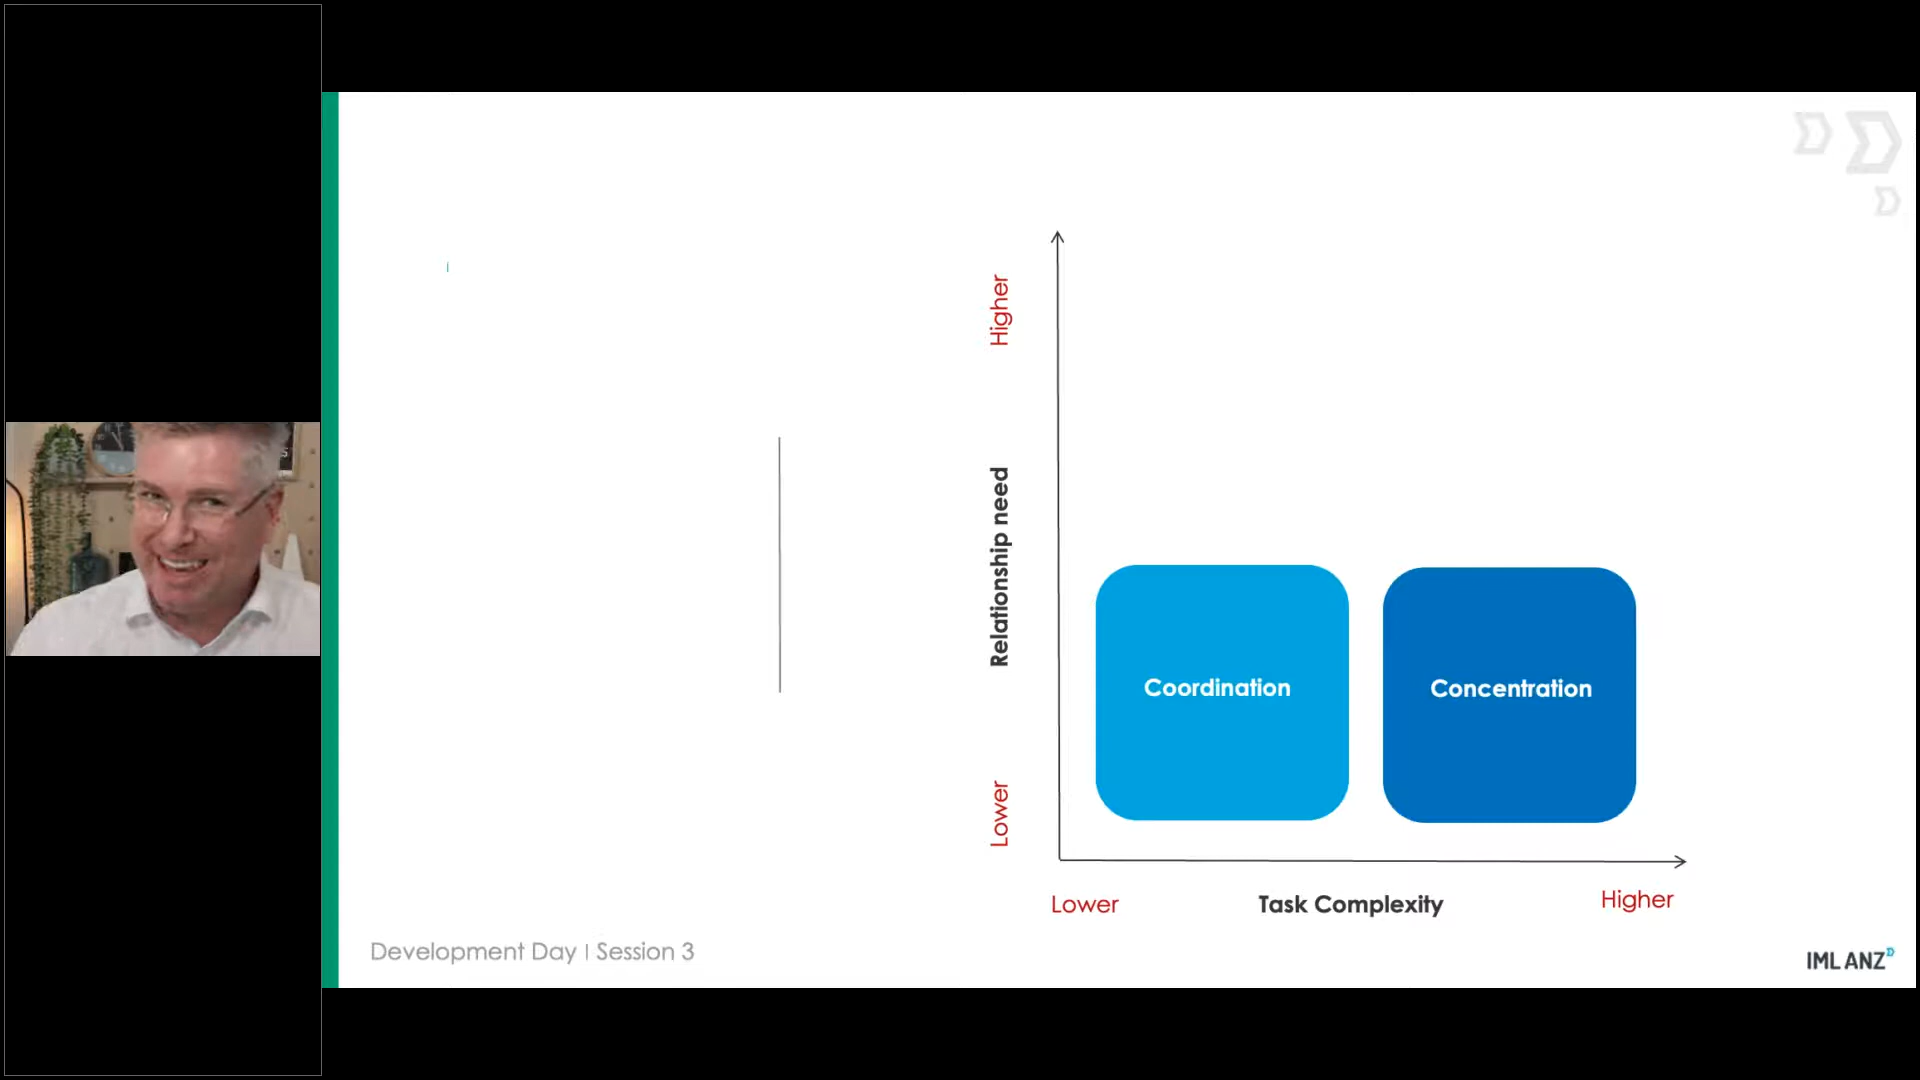 Higher
Relationship need
Lower
Coordination
Concentration
Lower
Task Complexity
Higher
Development Day | Session 3
IML ANZ